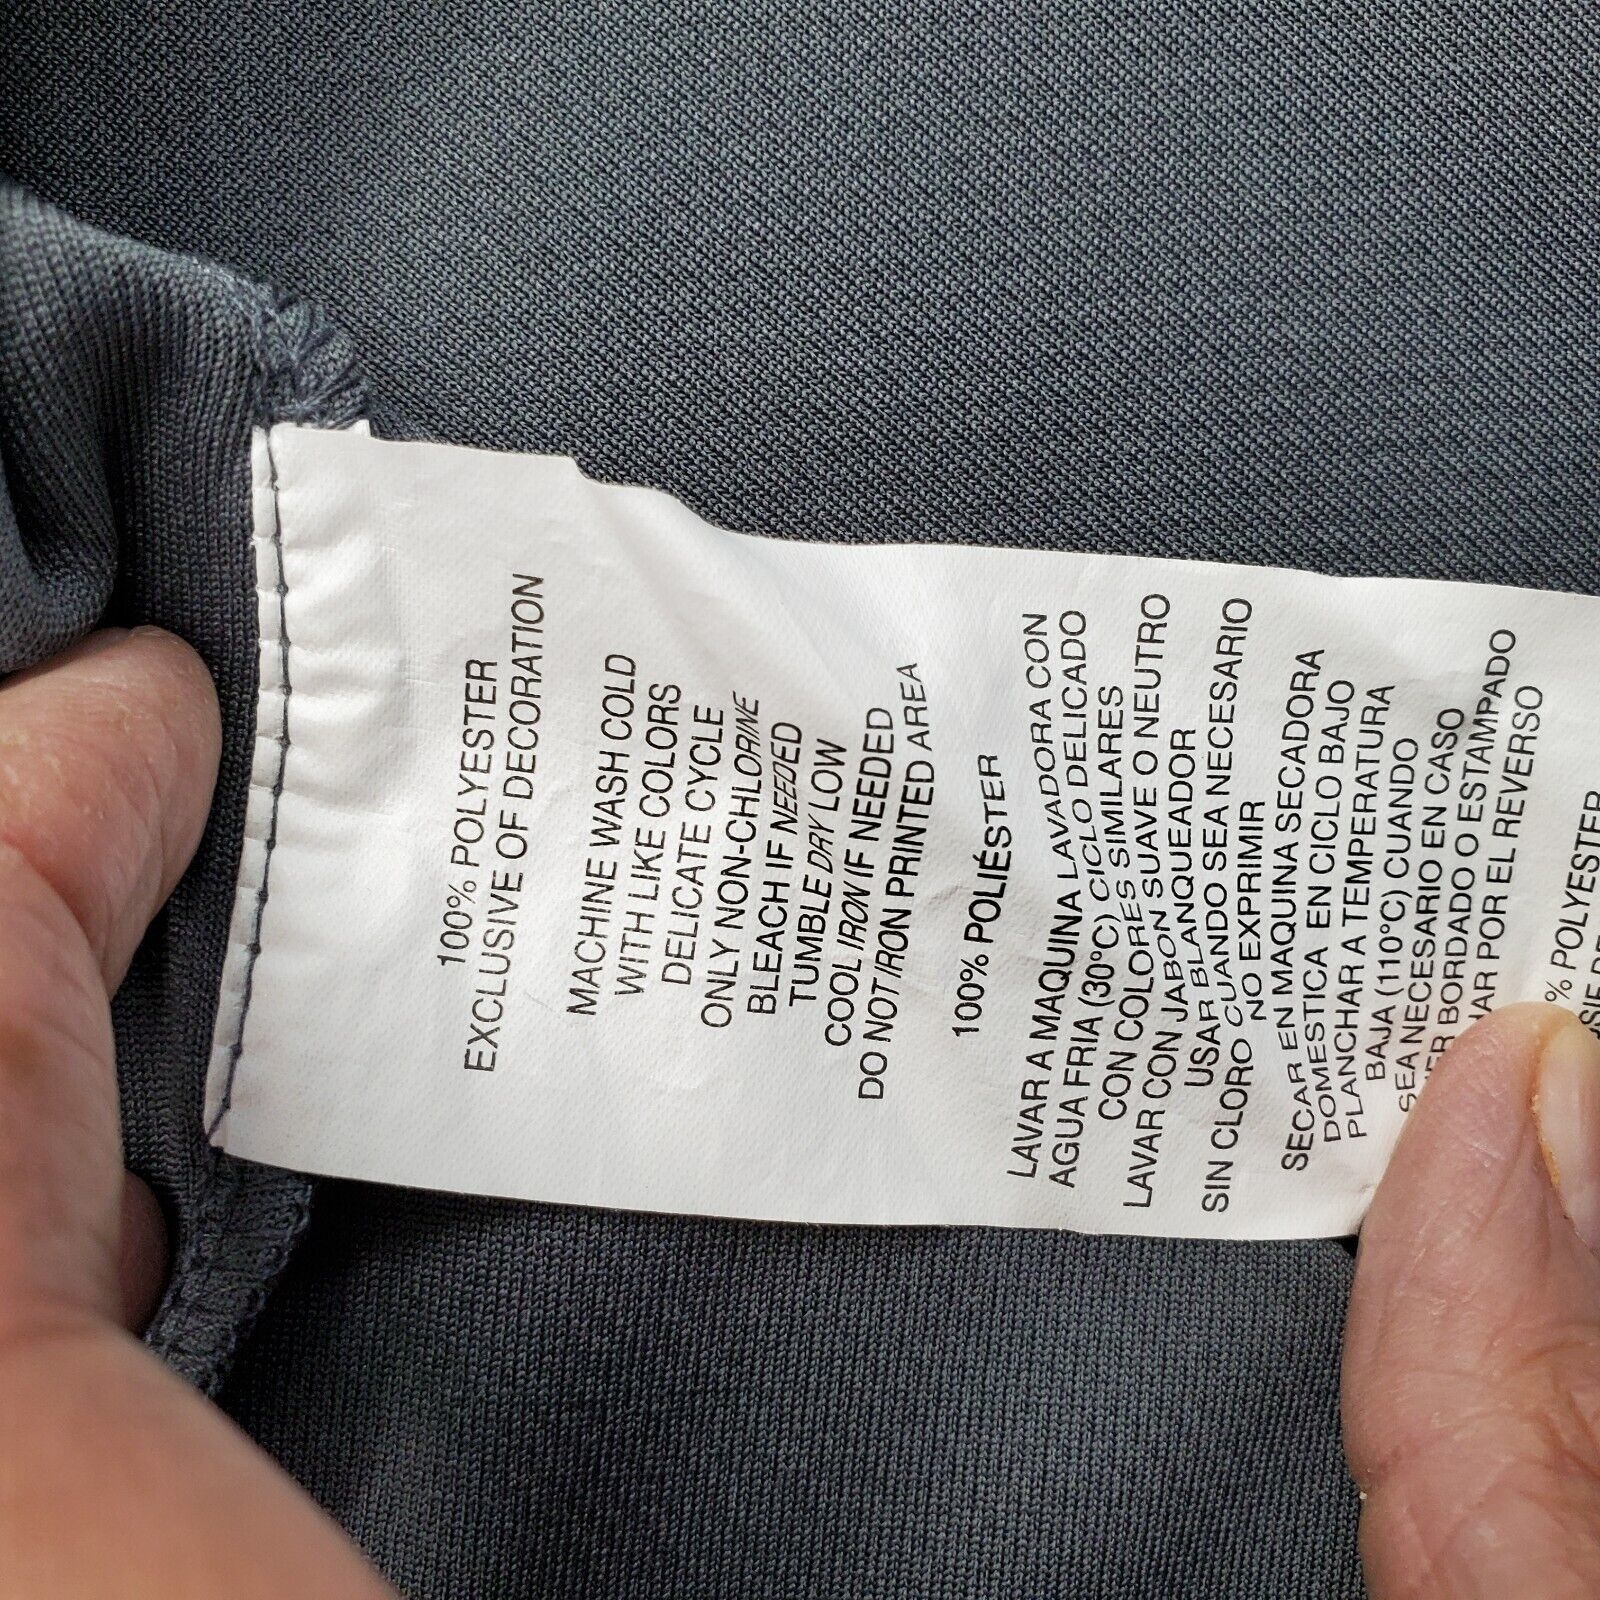 100% POLYESTER
EXCLUSIVE OF DECORATION
MACHINE WASH COLD
WITH LIKE COLORS
DELICATE CYCLE
ONLY NON-CHLORINE
BLEACH IF NEEDED
TUMBLE DRY LOW
COOL IRON IF NEEDED
DO NOT IRON PRINTED AREA
100% POLIÉSTER
LAVAR A MAQUINA LAVADORA CON
AGUA FRIA (30°C) CICLO DELICADO
CON COLORES SIMILARES
LAVAR CON JABON SUAVE O NEUTRO
USAR BLANQUEADOR
SIN CLORO CUANDO SEA NECESARIO
NO EXPRIMIR
SECAR EN MAQUINA SECADORA
DOMESTICA EN CICLO BAJO
PLANCHAR A TEMPERATURA
BAJA (110°C) CUANDO
SEA NECESARIO EN CASO
BORDADO O ESTAMPADO
POR EL REVERSO
% POLYESTER